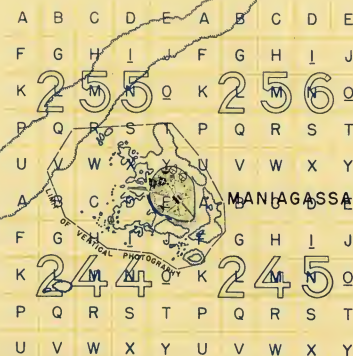 A B C D E A B C D E
F G H I J F G H I J
255 256
K L M N O K L M N O
P Q R S T P Q R S T
U V W X Y U V W X Y
MANIAGASSA
A B C D E A B C D E
LIMIT OF VERTICAL PHOTOGRAPHY
F G H I J F G H I J
244 245
K L M N O K L M N O
P Q R S T P Q R S T
U V W X Y U V W X Y